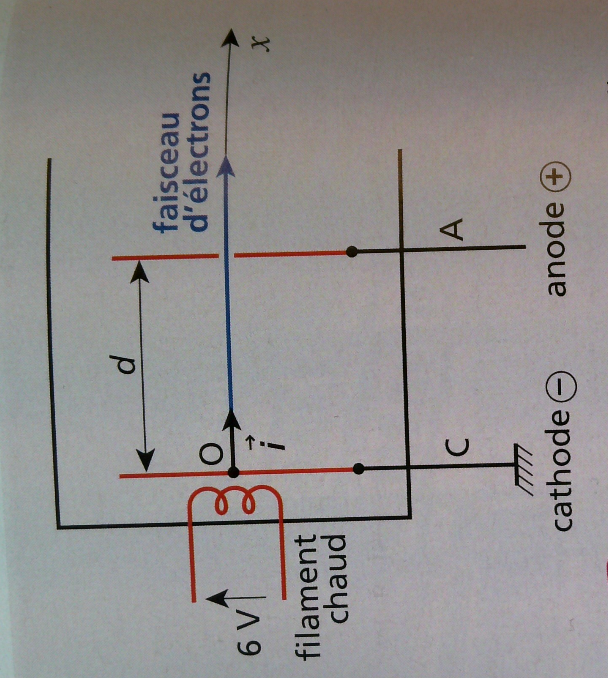 faisceau
d'électrons
x
d
O
i
6 V
filament
chaud
C
A
cathode −
anode +